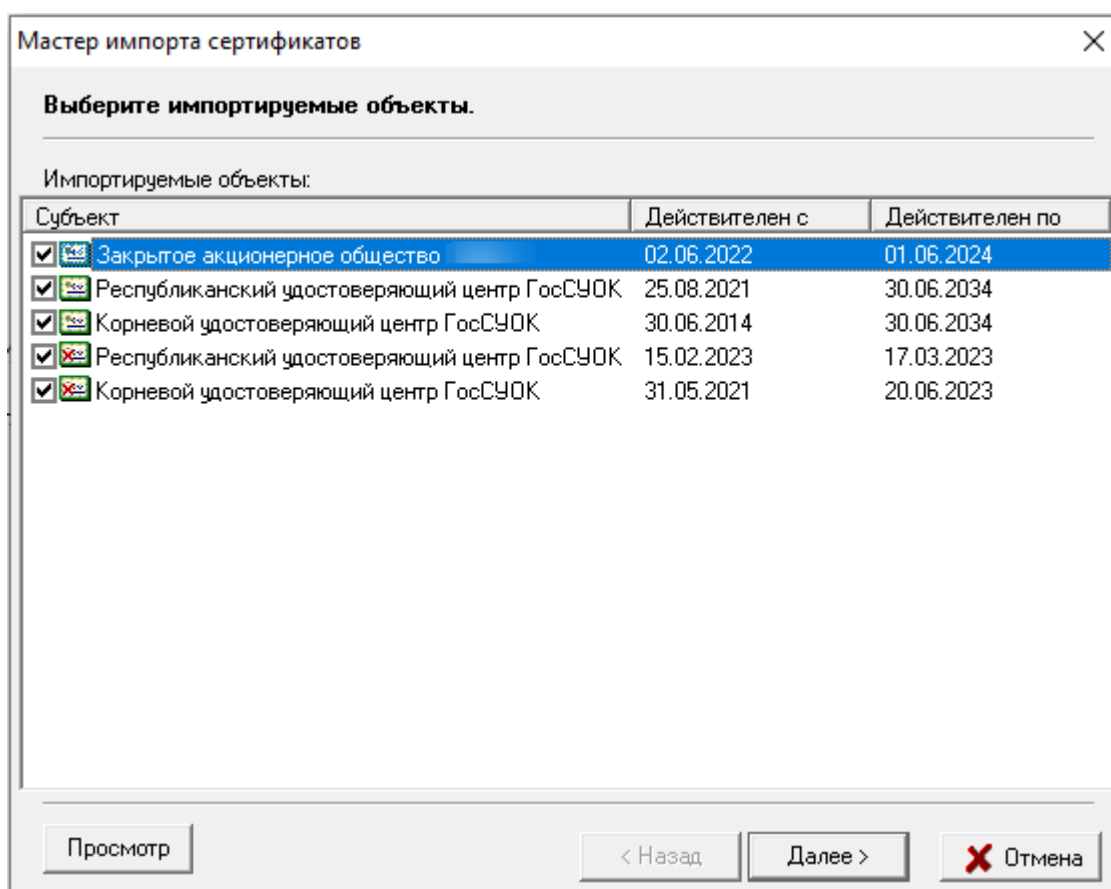 Мастер импорта сертификатов
Выберите импортируемые объекты.
Импортируемые объекты:
Субъект Действителен с Действителен по
Закрытое акционерное общество 02.06.2022 01.06.2024
Республиканский удостоверяющий центр ГосСУОК 25.08.2021 30.06.2034
Корневой удостоверяющий центр ГосСУОК 30.06.2014 30.06.2034
Республиканский удостоверяющий центр ГосСУОК 15.02.2023 17.03.2023
Корневой удостоверяющий центр ГосСУОК 31.05.2021 20.06.2023
Просмотр < Назад Далее > Отмена